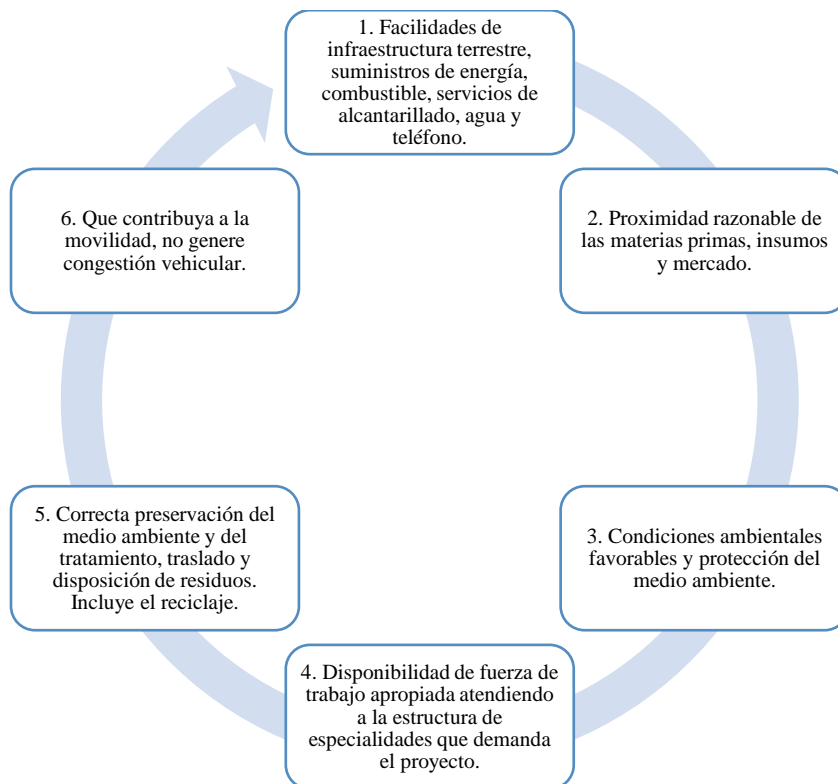 1. Facilidades de
infraestructura terrestre,
suministros de energía,
combustible, servicios de
alcantarillado, agua y
teléfono.
2. Proximidad razonable de
las materias primas, insumos
y mercado.
3. Condiciones ambientales
favorables y protección del
medio ambiente.
4. Disponibilidad de fuerza de
trabajo apropiada atendiendo
a la estructura de
especialidades que demanda
el proyecto.
5. Correcta preservación del
medio ambiente y del
tratamiento, traslado y
disposición de residuos.
Incluye el reciclaje.
6. Que contribuya a la
movilidad, no genere
congestión vehicular.